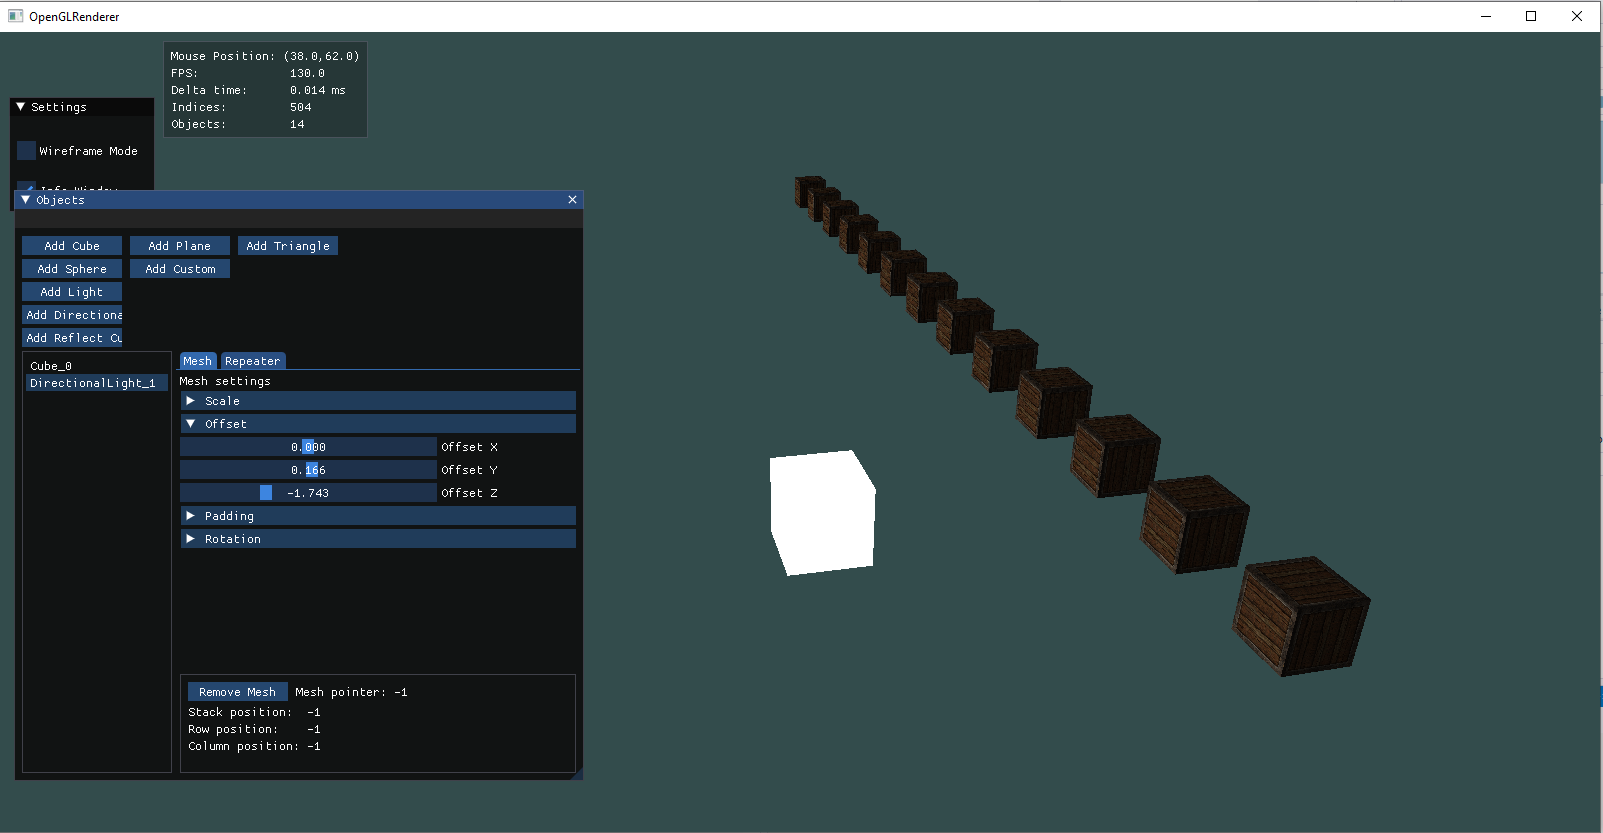 OpenGLRenderer
Mouse Position: (38.0,62.0)
FPS: 130.0
Delta time: 0.014 ms
Indices: 504
Objects: 14
Settings
Wireframe Mode
Info Window
Objects
Add Cube Add Plane Add Triangle
Add Sphere Add Custom
Add Light
Add Directiona
Add Reflect Cu
Cube_0
DirectionalLight_1
Mesh Repeater
Mesh settings
Scale
Offset
0.000 Offset X
0.166 Offset Y
-1.743 Offset Z
Padding
Rotation
Remove Mesh Mesh pointer: -1
Stack position: -1
Row position: -1
Column position: -1